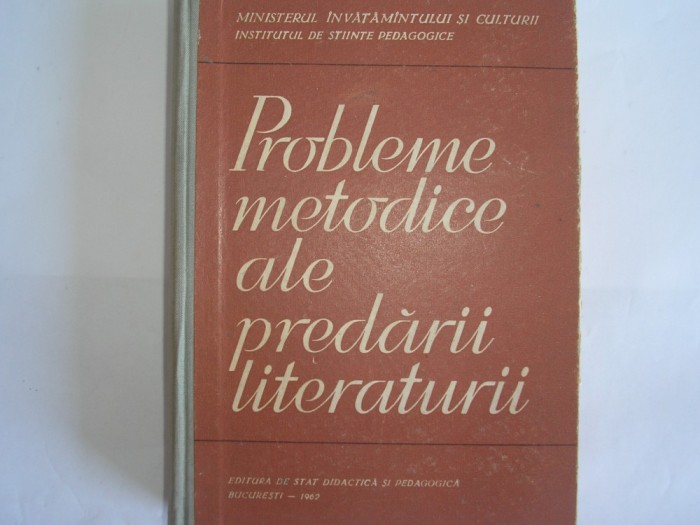 MINISTERUL ÎNVĂȚĂMÎNTULUI ȘI CULTURII
INSTITUTUL DE ȘTIINȚE PEDAGOGICE
Probleme
metodice
ale
predării
literaturii
EDITURA DE STAT DIDACTICĂ ȘI PEDAGOGICĂ
BUCUREȘTI — 1962